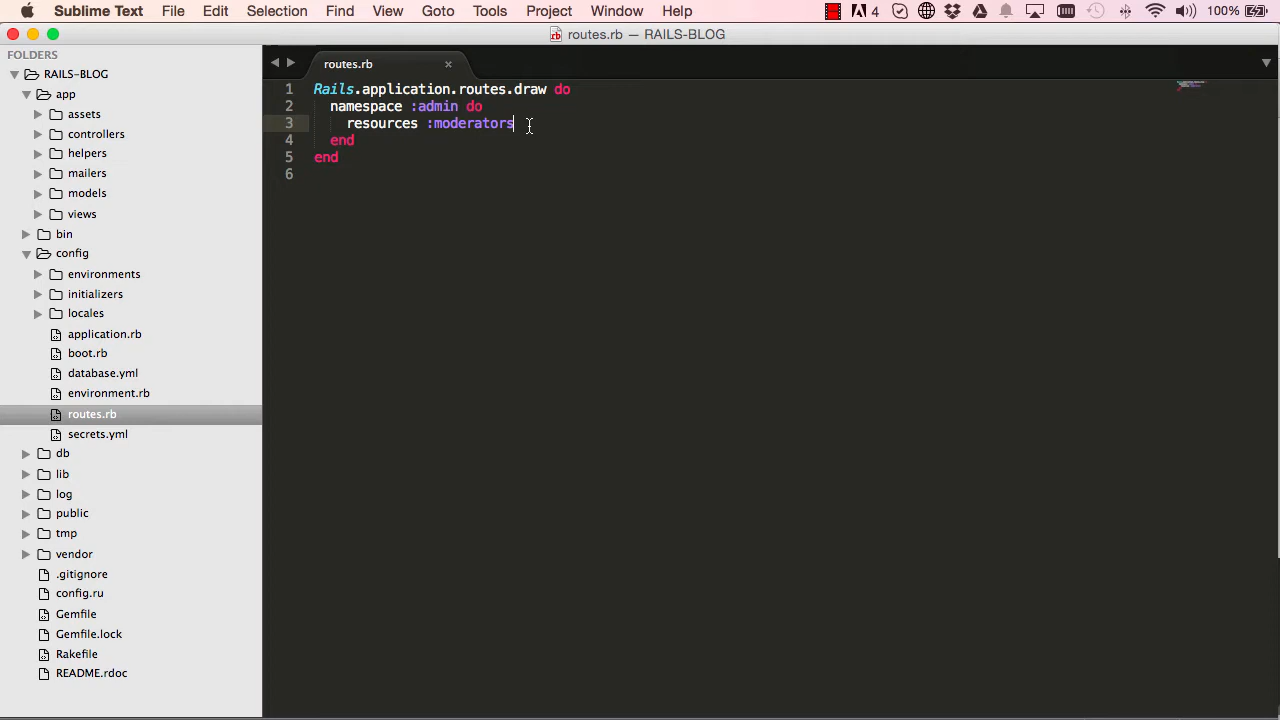 Sublime Text File Edit Selection Find View Goto Tools Project Window Help 4 100%
routes.rb — RAILS-BLOG
FOLDERS
RAILS-BLOG
app
assets
controllers
helpers
mailers
models
views
bin
config
environments
initializers
locales
application.rb
boot.rb
database.yml
environment.rb
routes.rb
secrets.yml
db
lib
log
public
tmp
vendor
.gitignore
config.ru
Gemfile
Gemfile.lock
Rakefile
README.rdoc
routes.rb
1 Rails.application.routes.draw do
2 namespace :admin do
3 resources :moderators
4 end
5 end
6